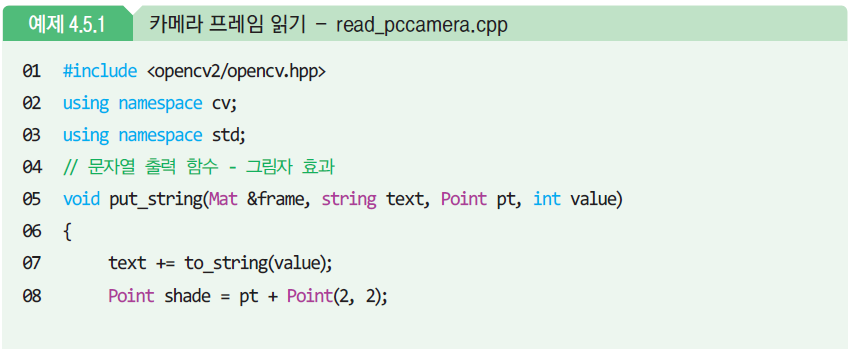 예제 4.5.1 카메라 프레임 읽기 - read_pccamera.cpp
01 #include <opencv2/opencv.hpp>
02 using namespace cv;
03 using namespace std;
04 // 문자열 출력 함수 - 그림자 효과
05 void put_string(Mat &frame, string text, Point pt, int value)
06 {
07 text += to_string(value);
08 Point shade = pt + Point(2, 2);